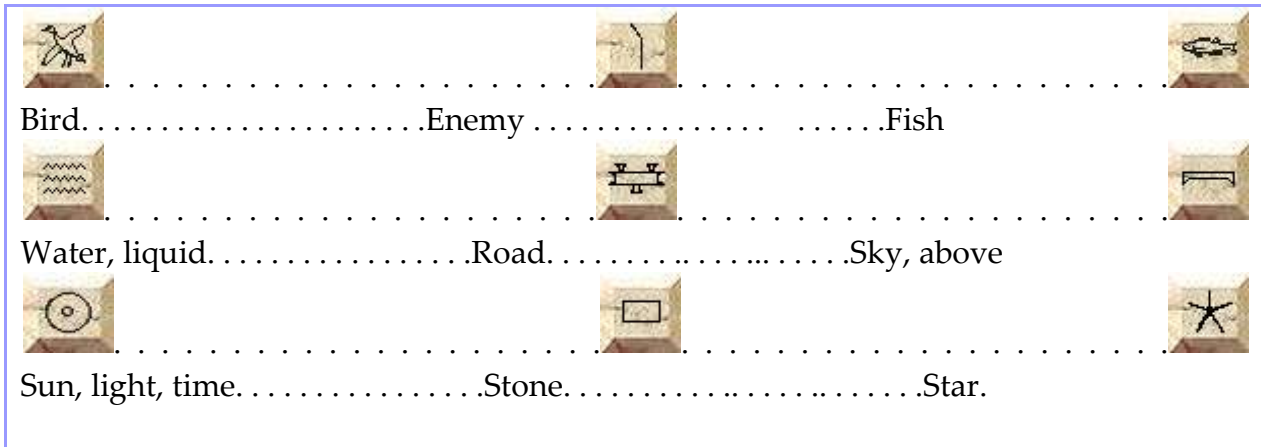 . . . . . . . . . . . . . . . . . . . . . . . . . . . . . . . . . . . . . . . . . .
Bird. . . . . . . . . . . . . . . . . . . . . .Enemy . . . . . . . . . . . . . . . . . . . . .Fish
. . . . . . . . . . . . . . . . . . . . . . . . . . . . . . . . . . . . . . . . . .
Water, liquid. . . . . . . . . . . . . . . . .Road. . . . . . . . . .. . . . ... . . . . .Sky, above
. . . . . . . . . . . . . . . . . . . . . . . . . . . . . . . . . . . . . . . . . .
Sun, light, time. . . . . . . . . . . . . . . .Stone. . . . . . . . . . .. . . . . .. . . . . . .Star.